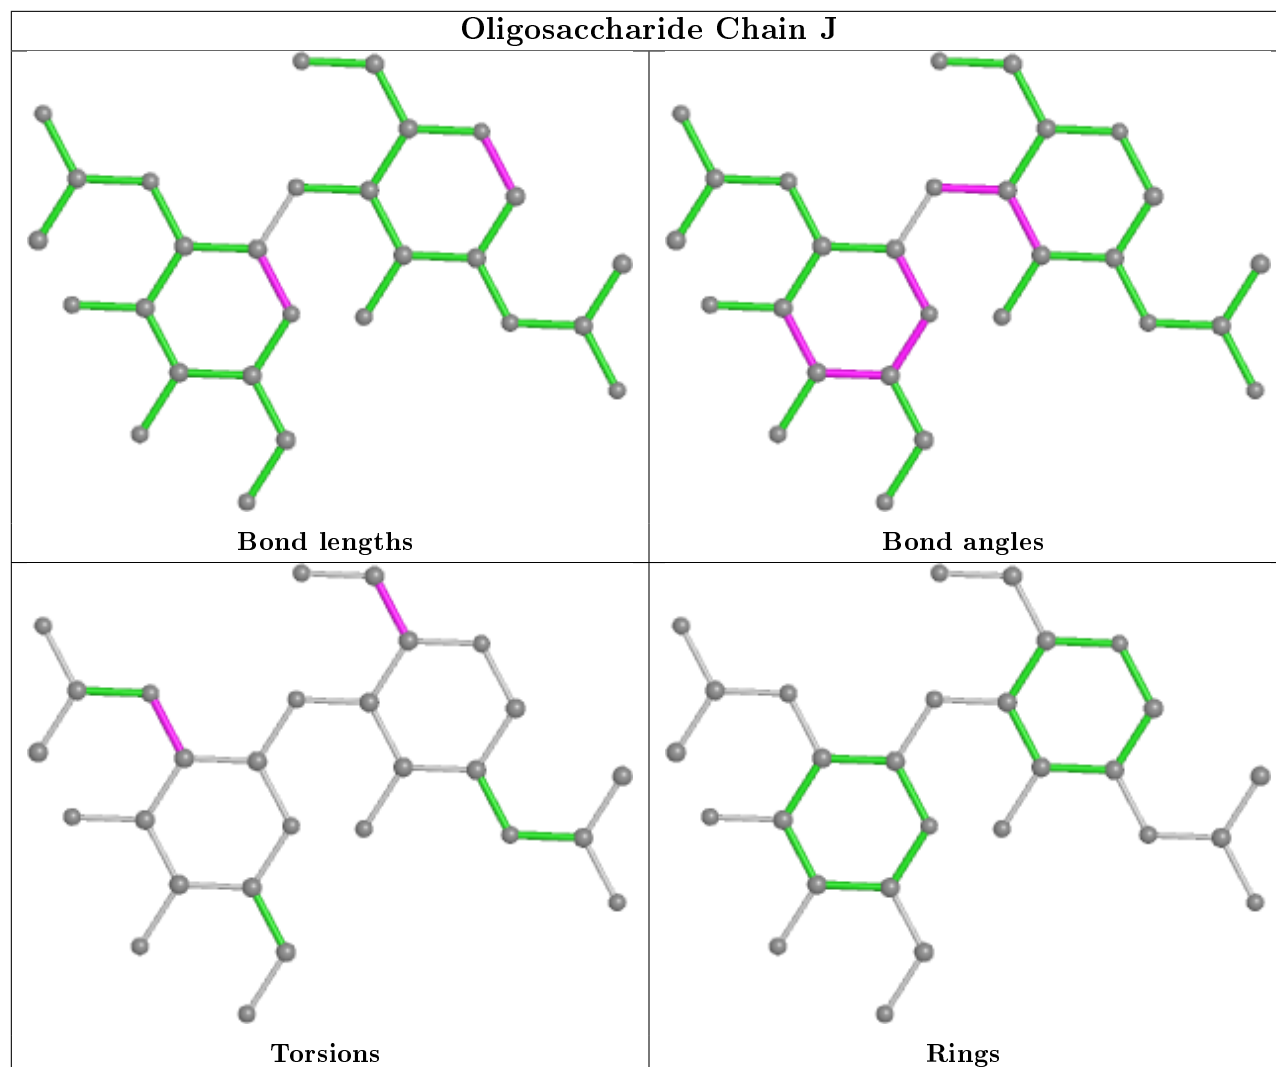 Oligosaccharide Chain J
Bond lengths
Bond angles
Torsions
Rings